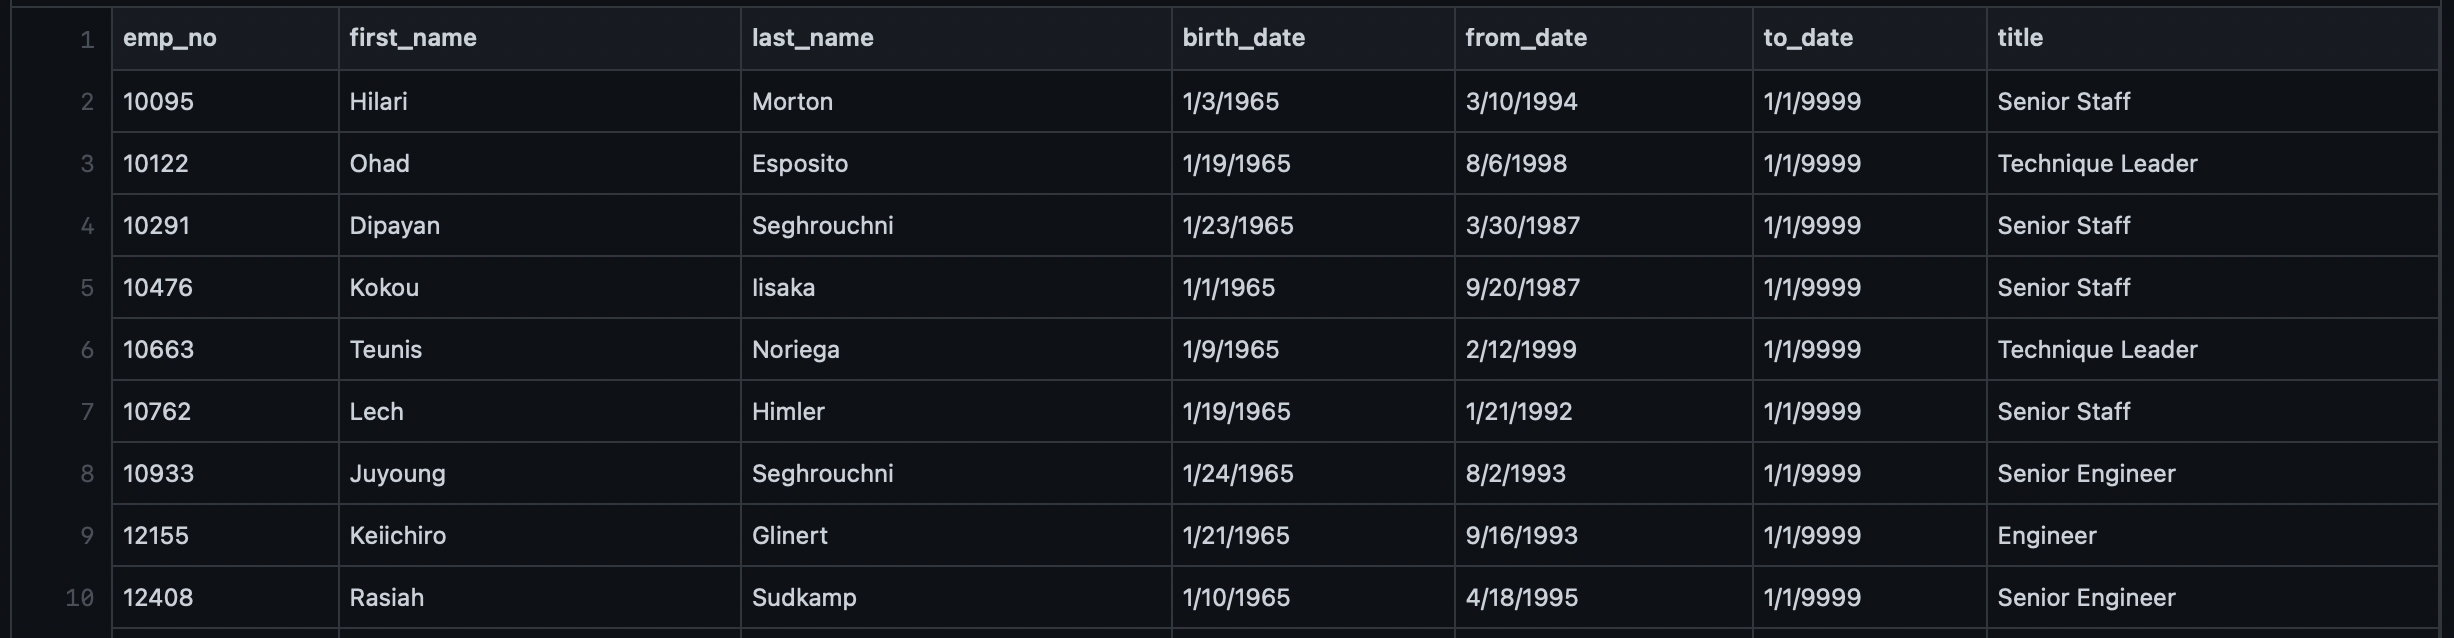 1 emp_no first_name last_name birth_date from_date to_date title
2 10095 Hilari Morton 1/3/1965 3/10/1994 1/1/9999 Senior Staff
3 10122 Ohad Esposito 1/19/1965 8/6/1998 1/1/9999 Technique Leader
4 10291 Dipayan Seghrouchni 1/23/1965 3/30/1987 1/1/9999 Senior Staff
5 10476 Kokou Iisaka 1/1/1965 9/20/1987 1/1/9999 Senior Staff
6 10663 Teunis Noriega 1/9/1965 2/12/1999 1/1/9999 Technique Leader
7 10762 Lech Himler 1/19/1965 1/21/1992 1/1/9999 Senior Staff
8 10933 Juyoung Seghrouchni 1/24/1965 8/2/1993 1/1/9999 Senior Engineer
9 12155 Keiichiro Glinert 1/21/1965 9/16/1993 1/1/9999 Engineer
10 12408 Rasiah Sudkamp 1/10/1965 4/18/1995 1/1/9999 Senior Engineer